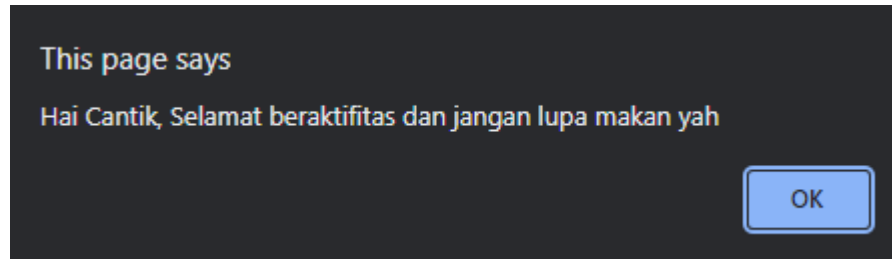 This page says
Hai Cantik, Selamat beraktifitas dan jangan lupa makan yah
OK